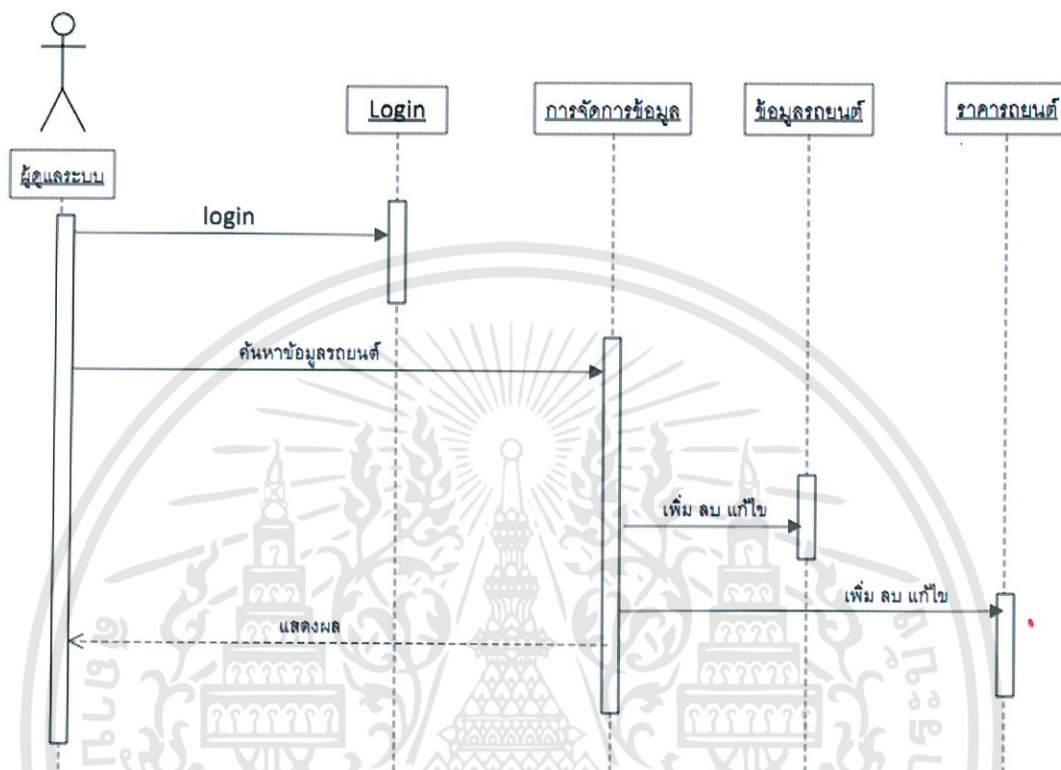 Login
การจัดการข้อมูล
ข้อมูลรถยนต์
ราคารถยนต์
ผู้ดูแลระบบ
login
ค้นหาข้อมูลรถยนต์
เพิ่ม ลบ แก้ไข
เพิ่ม ลบ แก้ไข
แสดงผล